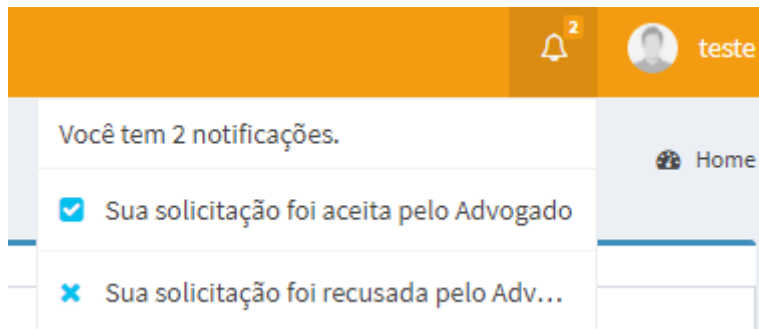 2
teste
Você tem 2 notificações.
Home
Sua solicitação foi aceita pelo Advogado
Sua solicitação foi recusada pelo Adv...